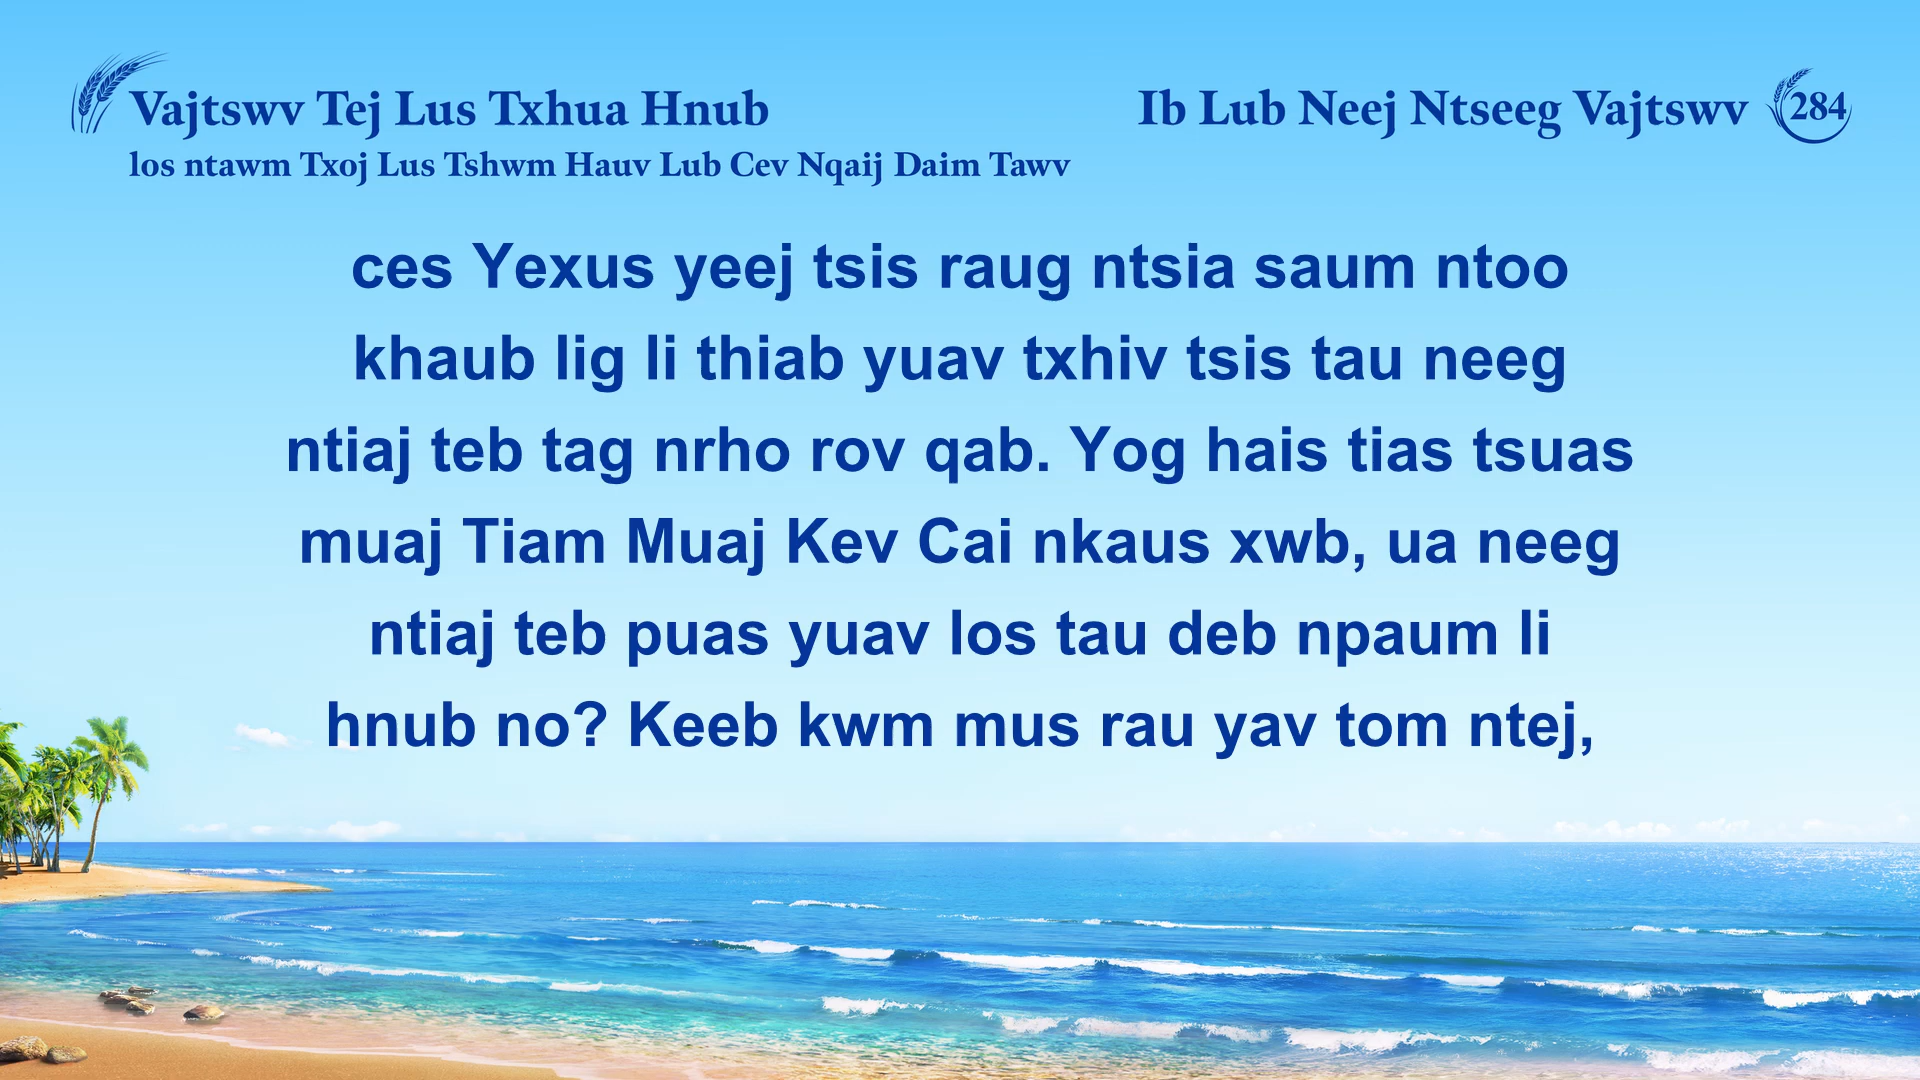 Vajtswv Tej Lus Txhua Hnub
los ntawm Txoj Lus Tshwm Hauv Lub Cev Nqaij Daim Tawv
Ib Lub Neej Ntseeg Vajtswv 284
ces Yexus yeej tsis raug ntsia saum ntoo
khaub lig li thiab yuav txhiv tsis tau neeg
ntiaj teb tag nrho rov qab. Yog hais tias tsuas
muaj Tiam Muaj Kev Cai nkaus xwb, ua neeg
ntiaj teb puas yuav los tau deb npaum li
hnub no? Keeb kwm mus rau yav tom ntej,